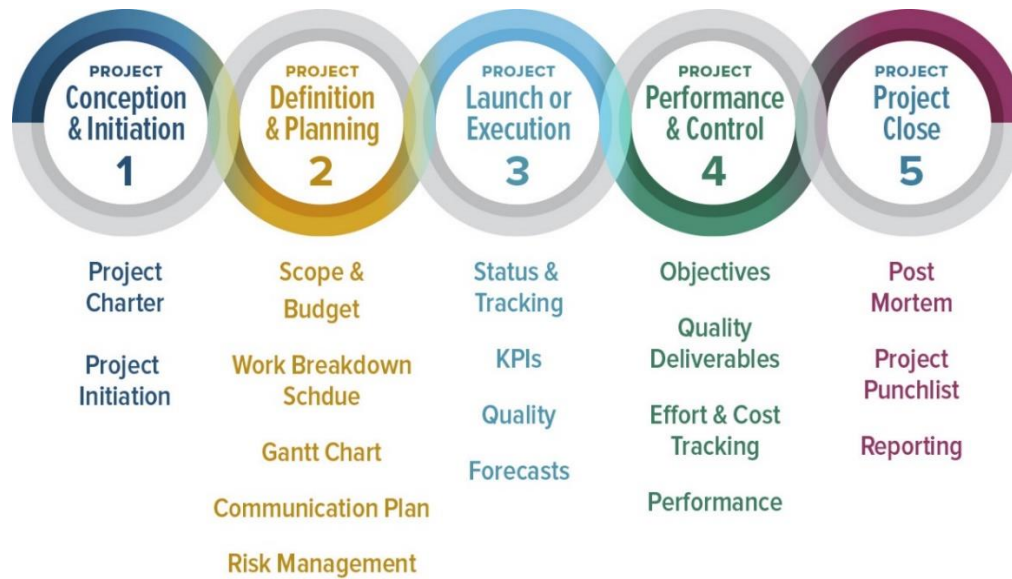 PROJECT
Conception
& Initiation
1
PROJECT
Definition
& Planning
2
PROJECT
Launch or
Execution
3
PROJECT
Performance
& Control
4
PROJECT
Project
Close
5
Project
Charter
Project
Initiation
Scope &
Budget
Work Breakdown
Schdue
Gantt Chart
Communication Plan
Risk Management
Status &
Tracking
KPIs
Quality
Forecasts
Objectives
Quality
Deliverables
Effort & Cost
Tracking
Performance
Post
Mortem
Project
Punchlist
Reporting